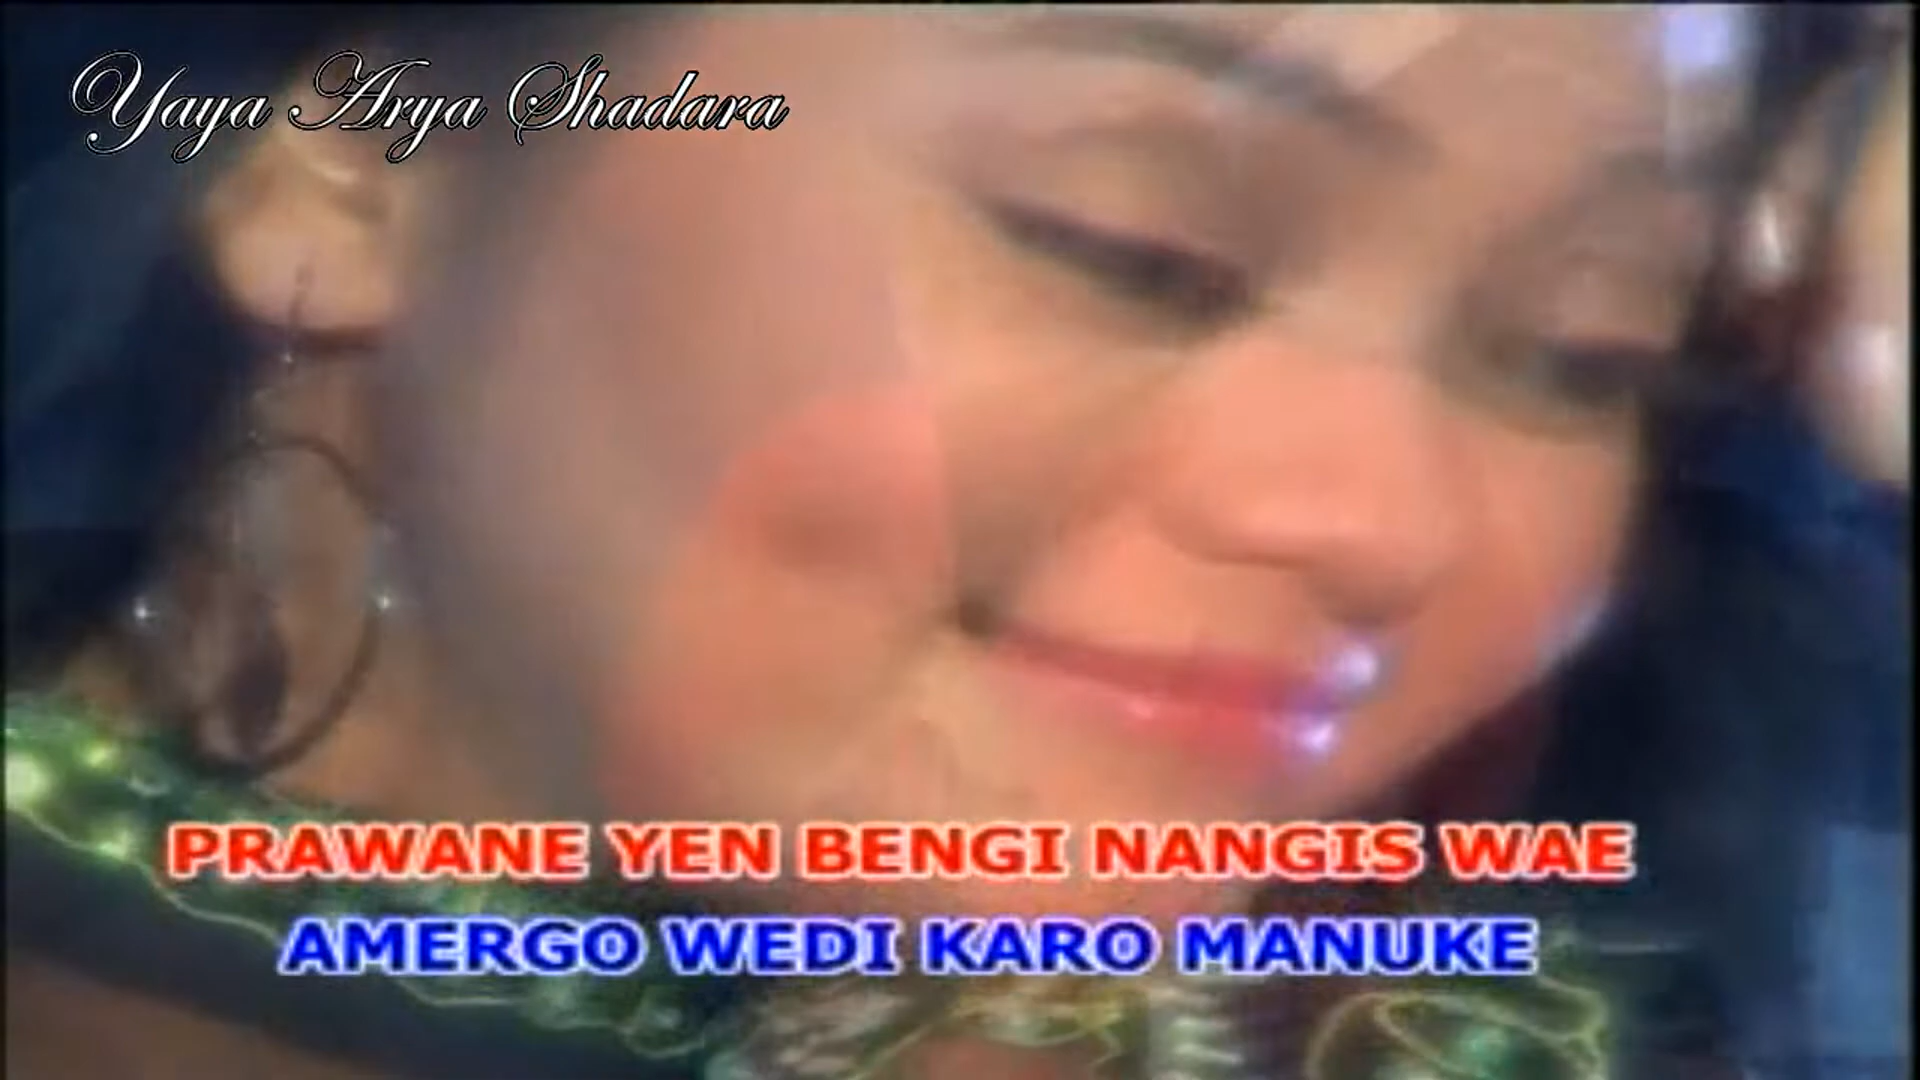 Yaya Arya Shadara
PRAWANE YEN BENGI NANGIS WAE
AMERGO WEDI KARO MANUKE